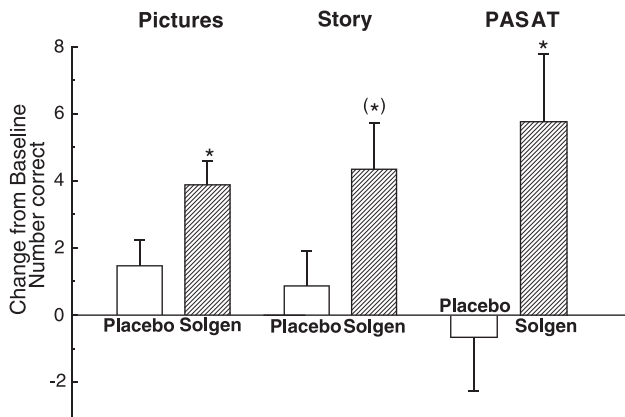 Pictures Story PASAT
Change from Baseline
Number correct
8
6
4
2
0
-2
* (*) *
Placebo Solgen Placebo Solgen Placebo Solgen